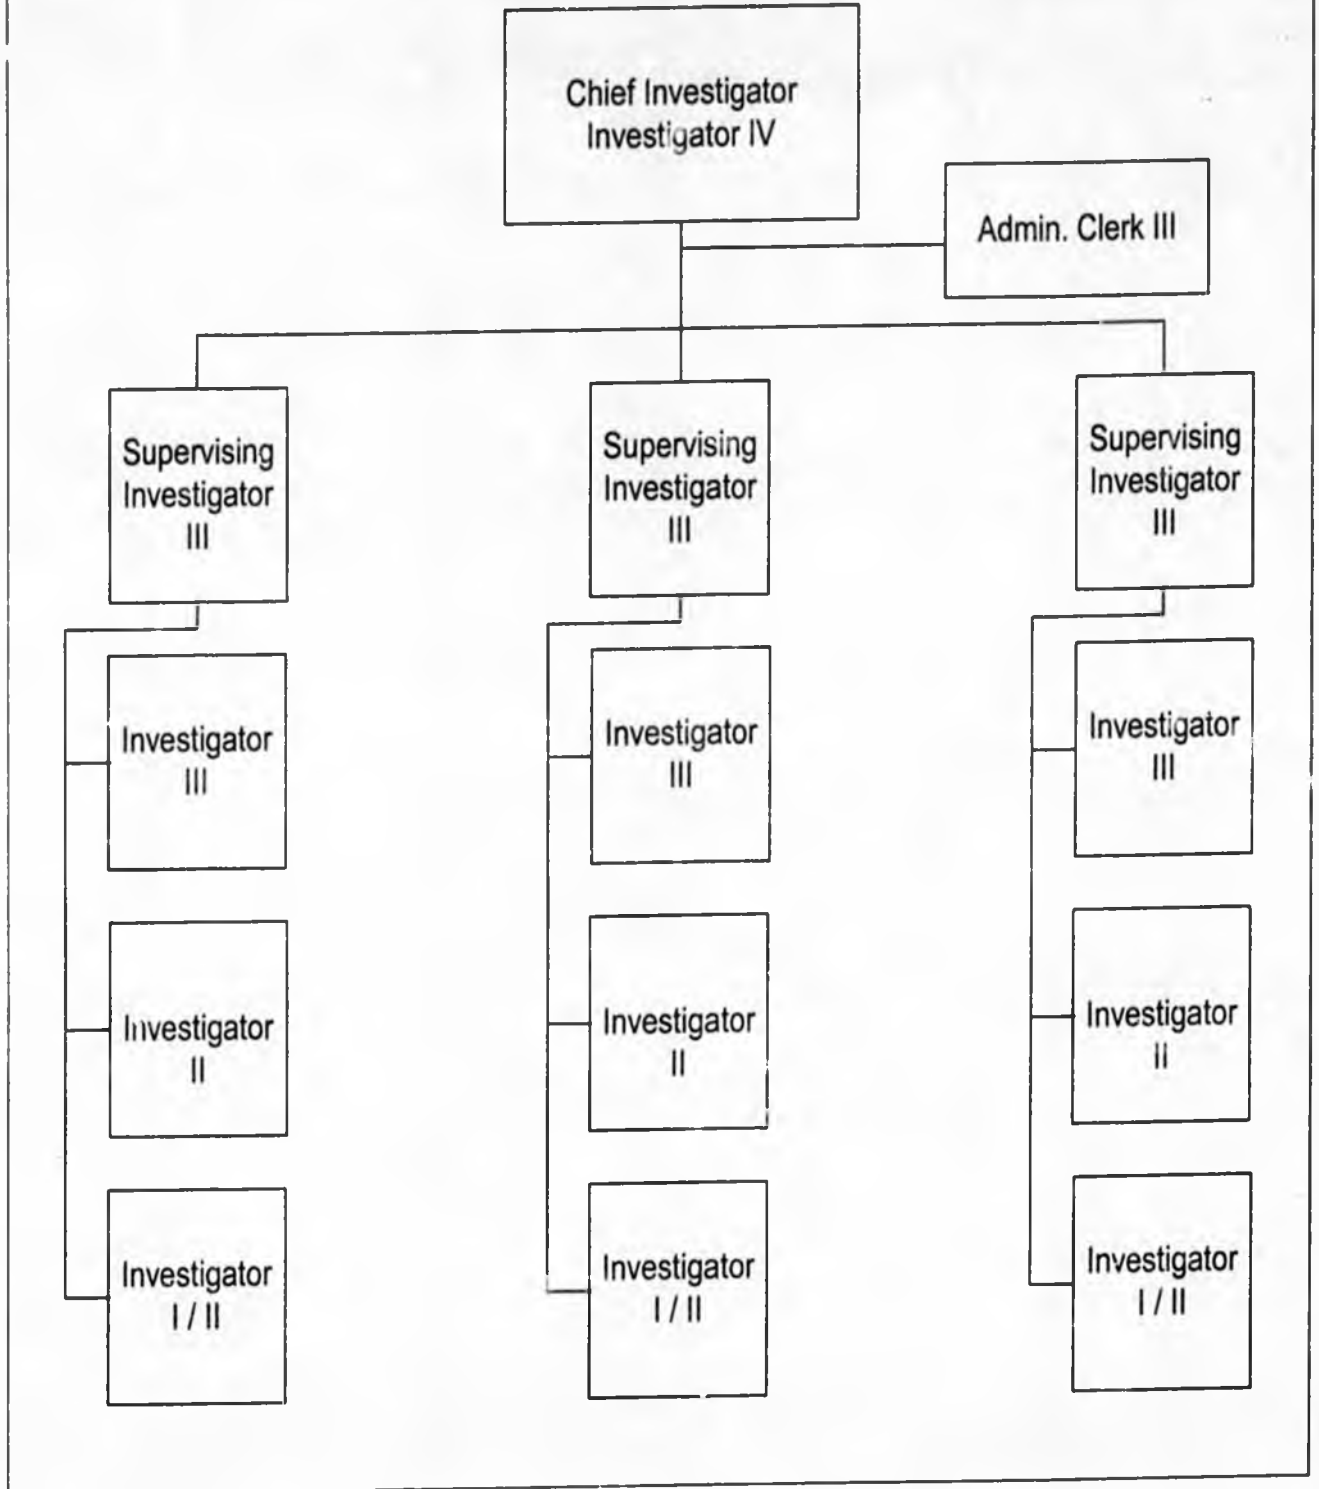 Chief Investigator
Investigator IV
Admin. Clerk III
Supervising
Investigator
III
Supervising
Investigator
III
Supervising
Investigator
III
Investigator
III
Investigator
III
Investigator
III
Investigator
II
Investigator
II
Investigator
II
Investigator
I / II
Investigator
I / II
Investigator
I / II